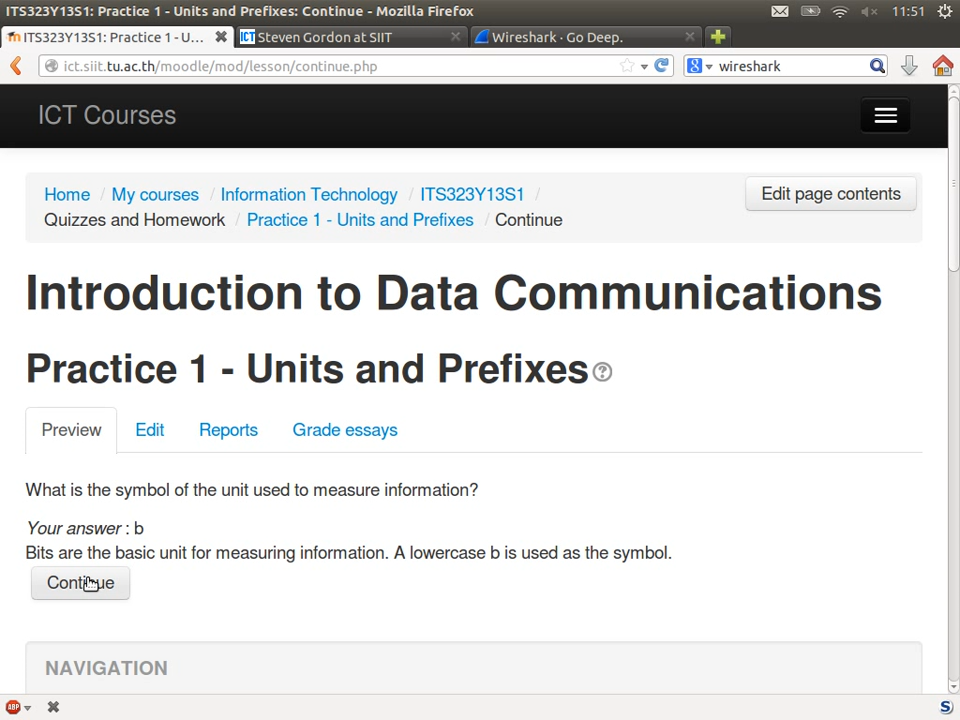 ITS323Y13S1: Practice 1 - Units and Prefixes: Continue - Mozilla Firefox
11:51
ITS323Y13S1: Practice 1 - U...
ICT Steven Gordon at SIIT
Wireshark · Go Deep.
ict.siit.tu.ac.th/moodle/mod/lesson/continue.php
8 wireshark
ICT Courses
Home / My courses / Information Technology / ITS323Y13S1 /
Quizzes and Homework / Practice 1 - Units and Prefixes / Continue
Edit page contents
Introduction to Data Communications
Practice 1 - Units and Prefixes ?
Preview Edit Reports Grade essays
What is the symbol of the unit used to measure information?
Your answer : b
Bits are the basic unit for measuring information. A lowercase b is used as the symbol.
Continue
NAVIGATION
ABP
S